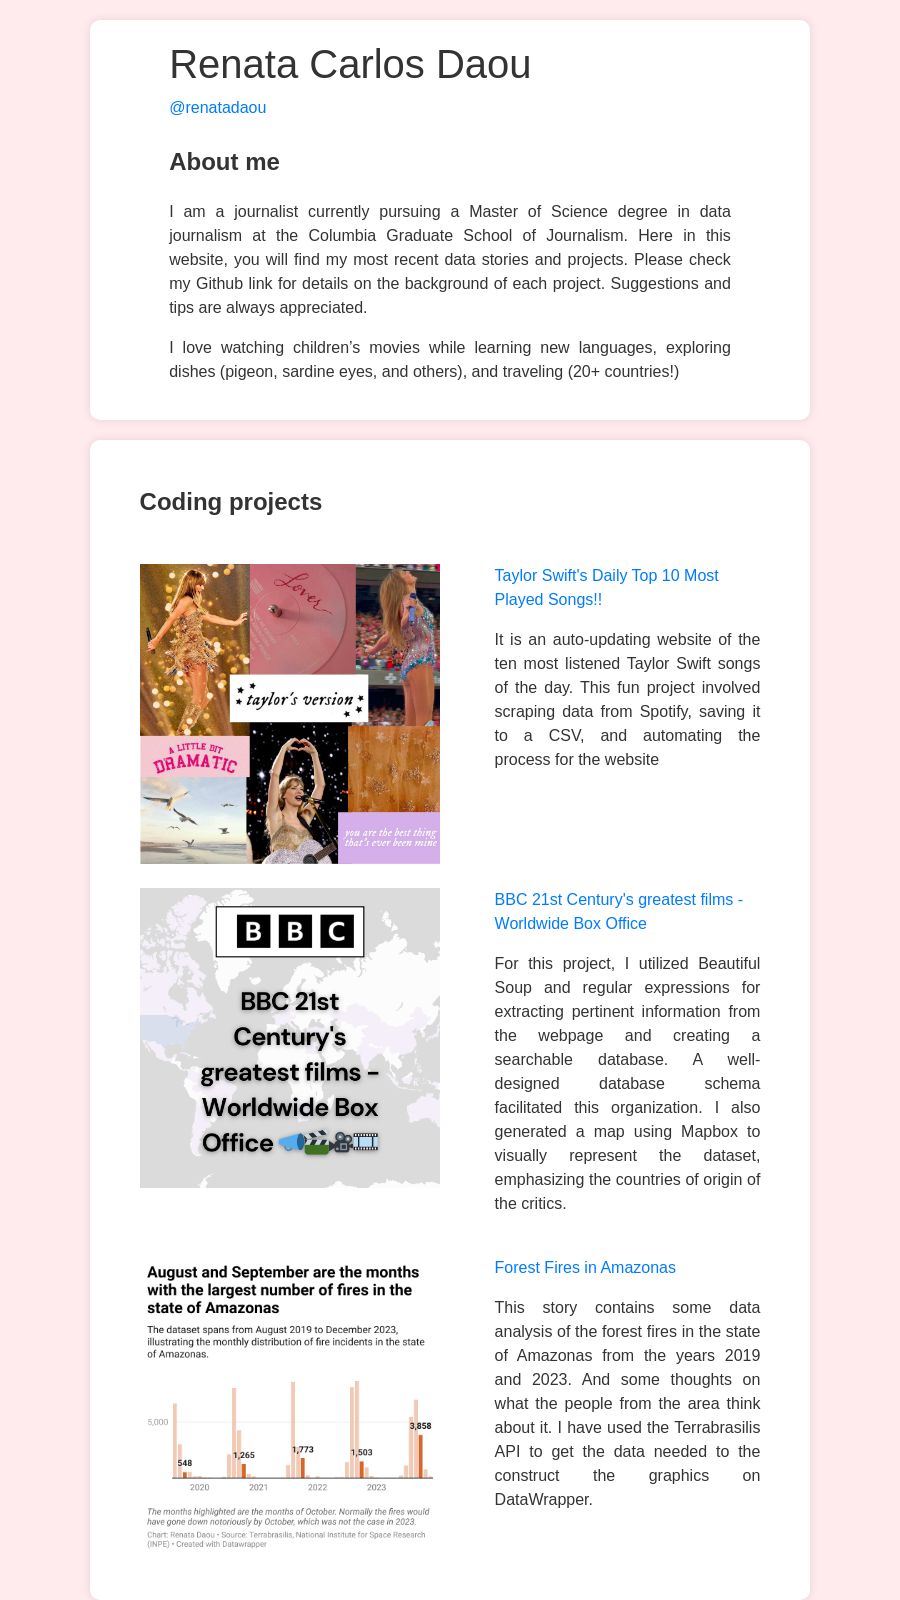 Renata Carlos Daou
@renatadaou
About me
I am a journalist currently pursuing a Master of Science degree in data
journalism at the Columbia Graduate School of Journalism. Here in this
website, you will find my most recent data stories and projects. Please check
my Github link for details on the background of each project. Suggestions and
tips are always appreciated.
I love watching children's movies while learning new languages, exploring
dishes (pigeon, sardine eyes, and others), and traveling (20+ countries!)
Coding projects
Lover
taylor's version
A LITTLE BIT
DRAMATIC
you are the best thing
that's ever been mine
Taylor Swift's Daily Top 10 Most
Played Songs!!
It is an auto-updating website of the
ten most listened Taylor Swift songs
of the day. This fun project involved
scraping data from Spotify, saving it
to a CSV, and automating the
process for the website
BBC
BBC 21st
Century's
greatest films -
Worldwide Box
Office
BBC 21st Century's greatest films -
Worldwide Box Office
For this project, I utilized Beautiful
Soup and regular expressions for
extracting pertinent information from
the webpage and creating a
searchable database. A well-
designed database schema
facilitated this organization. I also
generated a map using Mapbox to
visually represent the dataset,
emphasizing the countries of origin of
the critics.
August and September are the months
with the largest number of fires in the
state of Amazonas
The dataset spans from August 2019 to December 2023,
illustrating the monthly distribution of fire incidents in the state
of Amazonas.
5,000
548
1,265
1,773
1,503
3,858
2020
2021
2022
2023
The months highlighted are the months of October. Normally the fires would
have gone down notoriously by October, which was not the case in 2023.
Chart: Renata Daou • Source: Terrabrasilis, National Institute for Space Research
(INPE) • Created with Datawrapper
Forest Fires in Amazonas
This story contains some data
analysis of the forest fires in the state
of Amazonas from the years 2019
and 2023. And some thoughts on
what the people from the area think
about it. I have used the Terrabrasilis
API to get the data needed to the
construct the graphics on
DataWrapper.